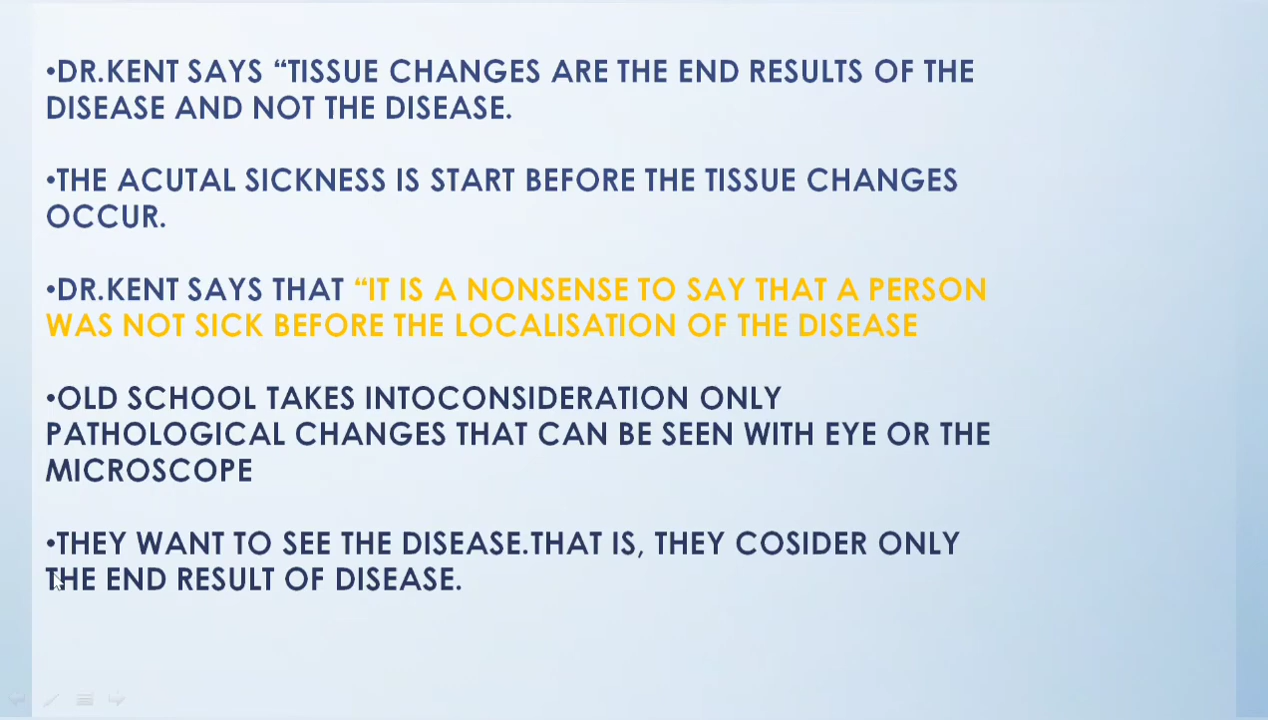 •DR.KENT SAYS “TISSUE CHANGES ARE THE END RESULTS OF THE
DISEASE AND NOT THE DISEASE.
•THE ACUTAL SICKNESS IS START BEFORE THE TISSUE CHANGES
OCCUR.
•DR.KENT SAYS THAT “IT IS A NONSENSE TO SAY THAT A PERSON
WAS NOT SICK BEFORE THE LOCALISATION OF THE DISEASE
•OLD SCHOOL TAKES INTOCONSIDERATION ONLY
PATHOLOGICAL CHANGES THAT CAN BE SEEN WITH EYE OR THE
MICROSCOPE
•THEY WANT TO SEE THE DISEASE.THAT IS, THEY COSIDER ONLY
THE END RESULT OF DISEASE.